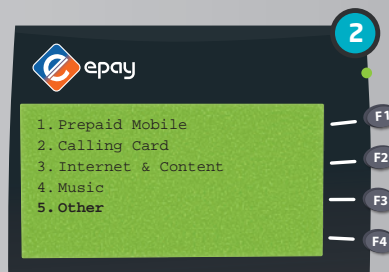 2
epay
1. Prepaid Mobile
2. Calling Card
3. Internet & Content
4. Music
5. Other
F1
F2
F3
F4